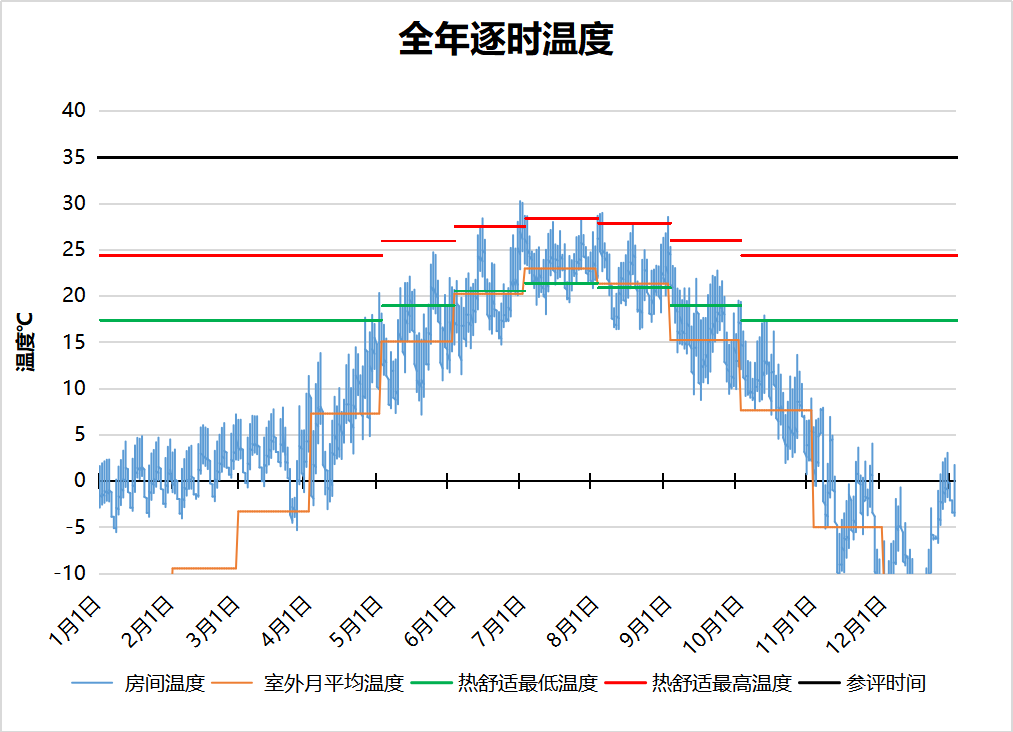 全年逐时温度
40
35
30
25
20
15
10
5
0
-5
-10
温度℃
1月1日
2月1日
3月1日
4月1日
5月1日
6月1日
7月1日
8月1日
9月1日
10月1日
11月1日
12月1日
房间温度 室外月平均温度 热舒适最低温度 热舒适最高温度 参评时间